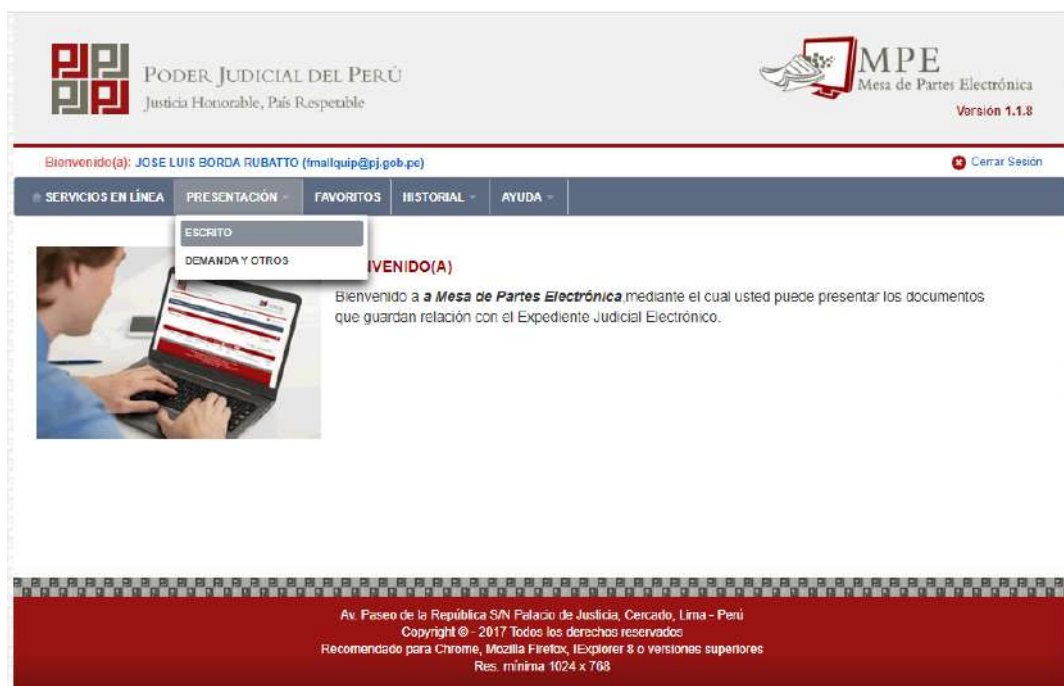 PODER JUDICIAL DEL PERÚ
Justicia Honorable, País Respetable
MPE
Mesa de Partes Electrónica
Versión 1.1.8
Bienvenido(a): JOSE LUIS BORDA RUBATTO (fmallquip@pj.gob.pe)
Cerrar Sesión
SERVICIOS EN LÍNEA PRESENTACIÓN FAVORITOS HISTORIAL AYUDA
ESCRITO
DEMANDA Y OTROS
VENIDO(A)
Bienvenido a a Mesa de Partes Electrónica,mediante el cual usted puede presentar los documentos
que guardan relación con el Expediente Judicial Electrónico.
Av. Paseo de la República S/N Palacio de Justicia, Cercado, Lima - Perú
Copyright © - 2017 Todos los derechos reservados
Recomendado para Chrome, Mozilla Firefox, IExplorer 8 o versiones superiores
Res. mínima 1024 x 768